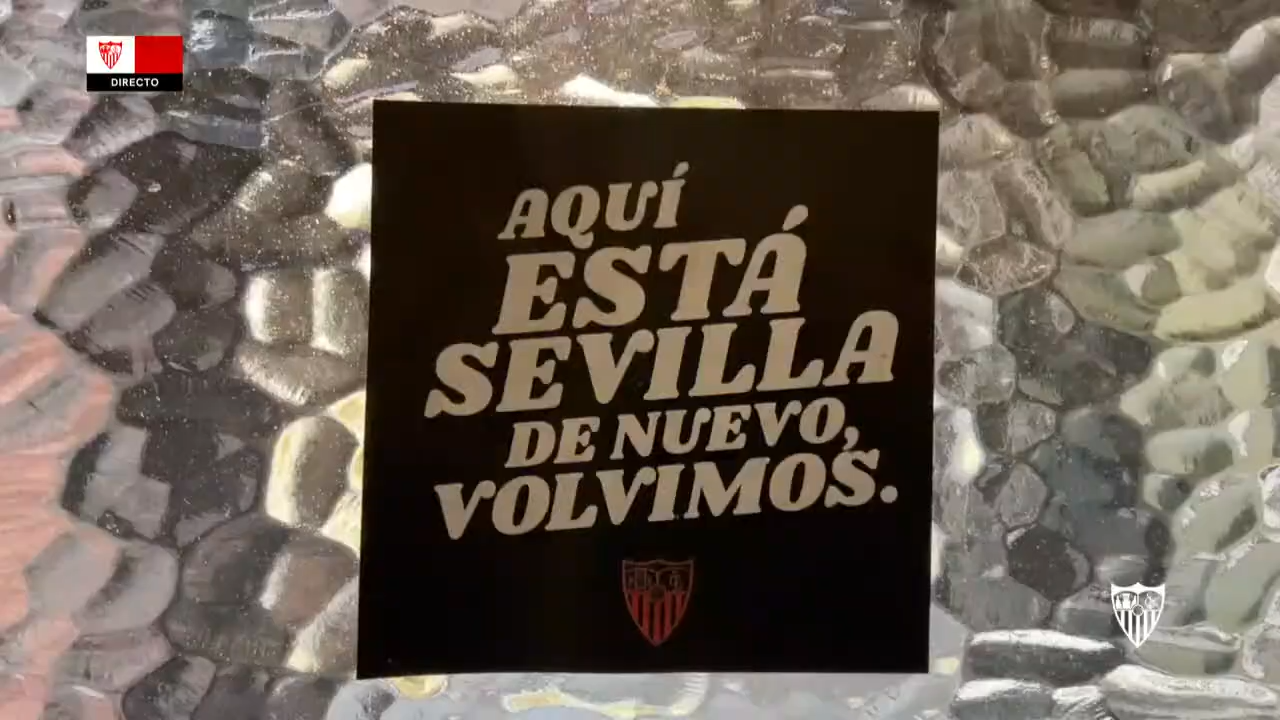 DIRECTO
AQUÍ
ESTÁ
SEVILLA
DE NUEVO,
VOLVIMOS.